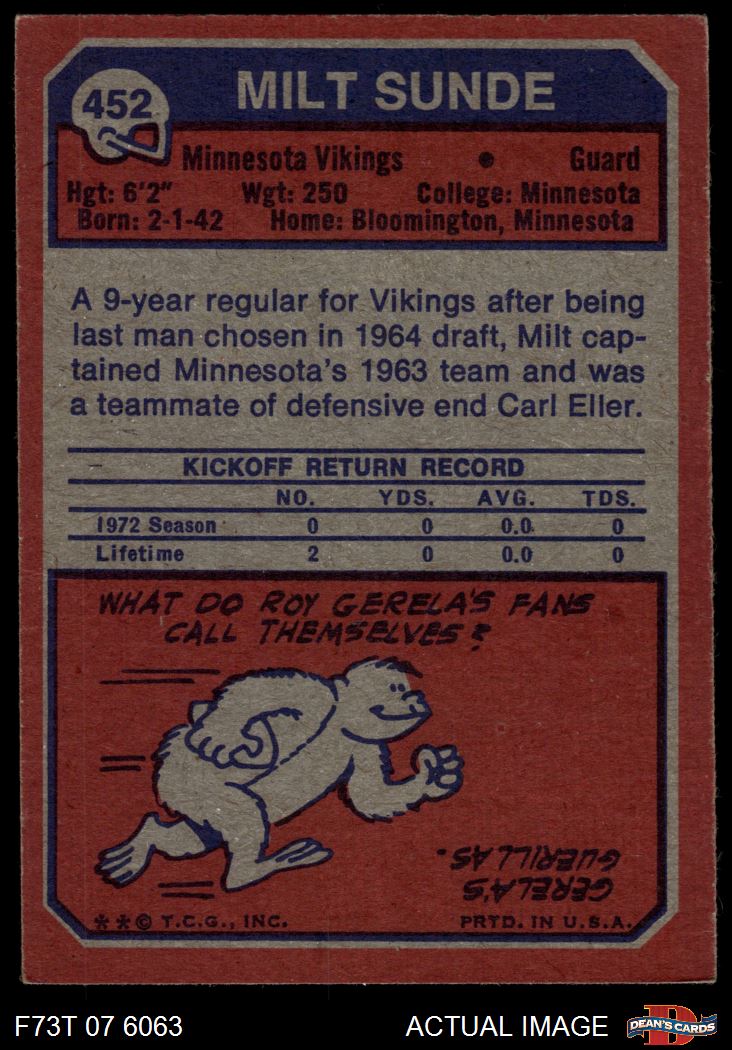 452
MILT SUNDE
Minnesota Vikings • Guard
Hgt: 6'2" Wgt: 250 College: Minnesota
Born: 2-1-42 Home: Bloomington, Minnesota
A 9-year regular for Vikings after being
last man chosen in 1964 draft, Milt cap-
tained Minnesota's 1963 team and was
a teammate of defensive end Carl Eller.
KICKOFF RETURN RECORD
NO. YDS. AVG. TDS.
1972 Season 0 0 0.0 0
Lifetime 2 0 0.0 0
WHAT DO ROY GERELA'S FANS
CALL THEMSELVES?
GERELA'S
GUERILLAS.
**© T.C.G., INC. PRTD. IN U.S.A.
F73T 07 6063 ACTUAL IMAGE
D
DEAN'S CARDS